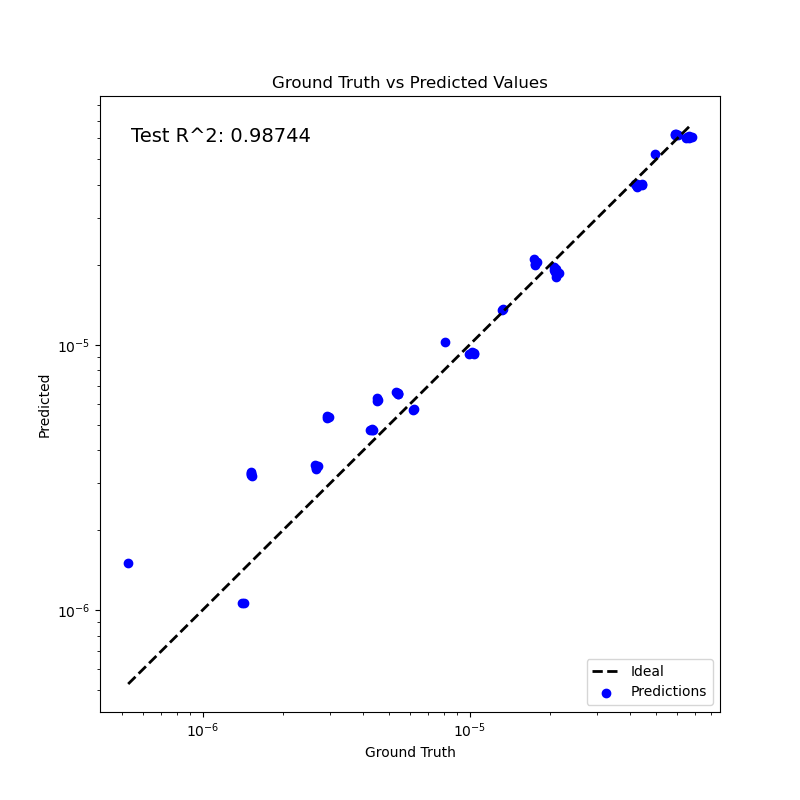 Ground Truth vs Predicted Values
Test R^2: 0.98744
Predicted
10⁻⁵
10⁻⁶
10⁻⁶
10⁻⁵
Ground Truth
Ideal
Predictions